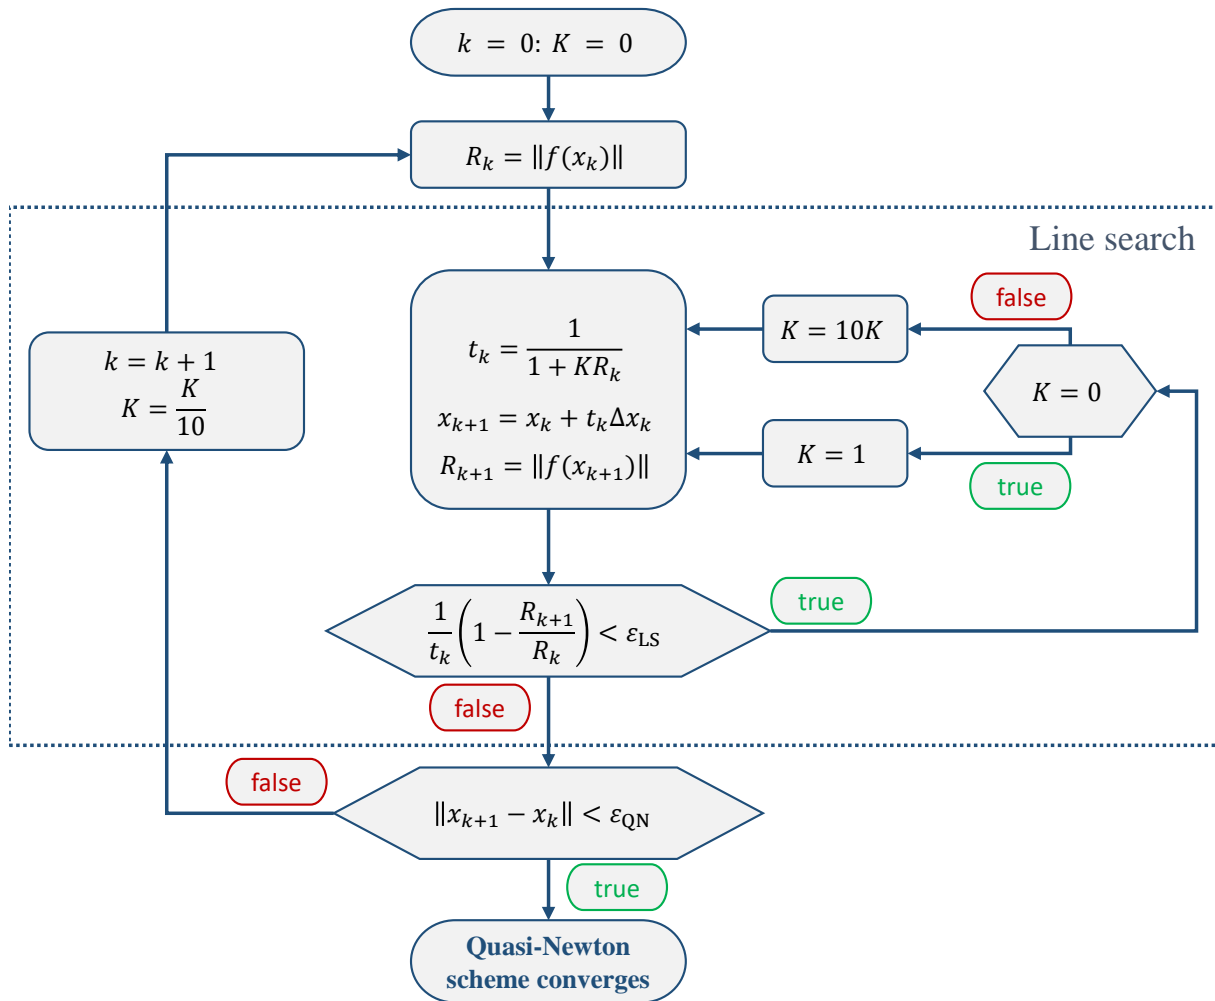 k = 0: K = 0
R_k = ‖f(x_k)‖
Line search
false
t_k = 1 / (1 + KR_k)
K = 10K
k = k + 1
K = K/10
K = 0
x_{k+1} = x_k + t_kΔx_k
K = 1
R_{k+1} = ‖f(x_{k+1})‖
true
true
1/t_k (1 − R_{k+1}/R_k) < ε_LS
false
false
‖x_{k+1} − x_k‖ < ε_QN
true
Quasi-Newton
scheme converges